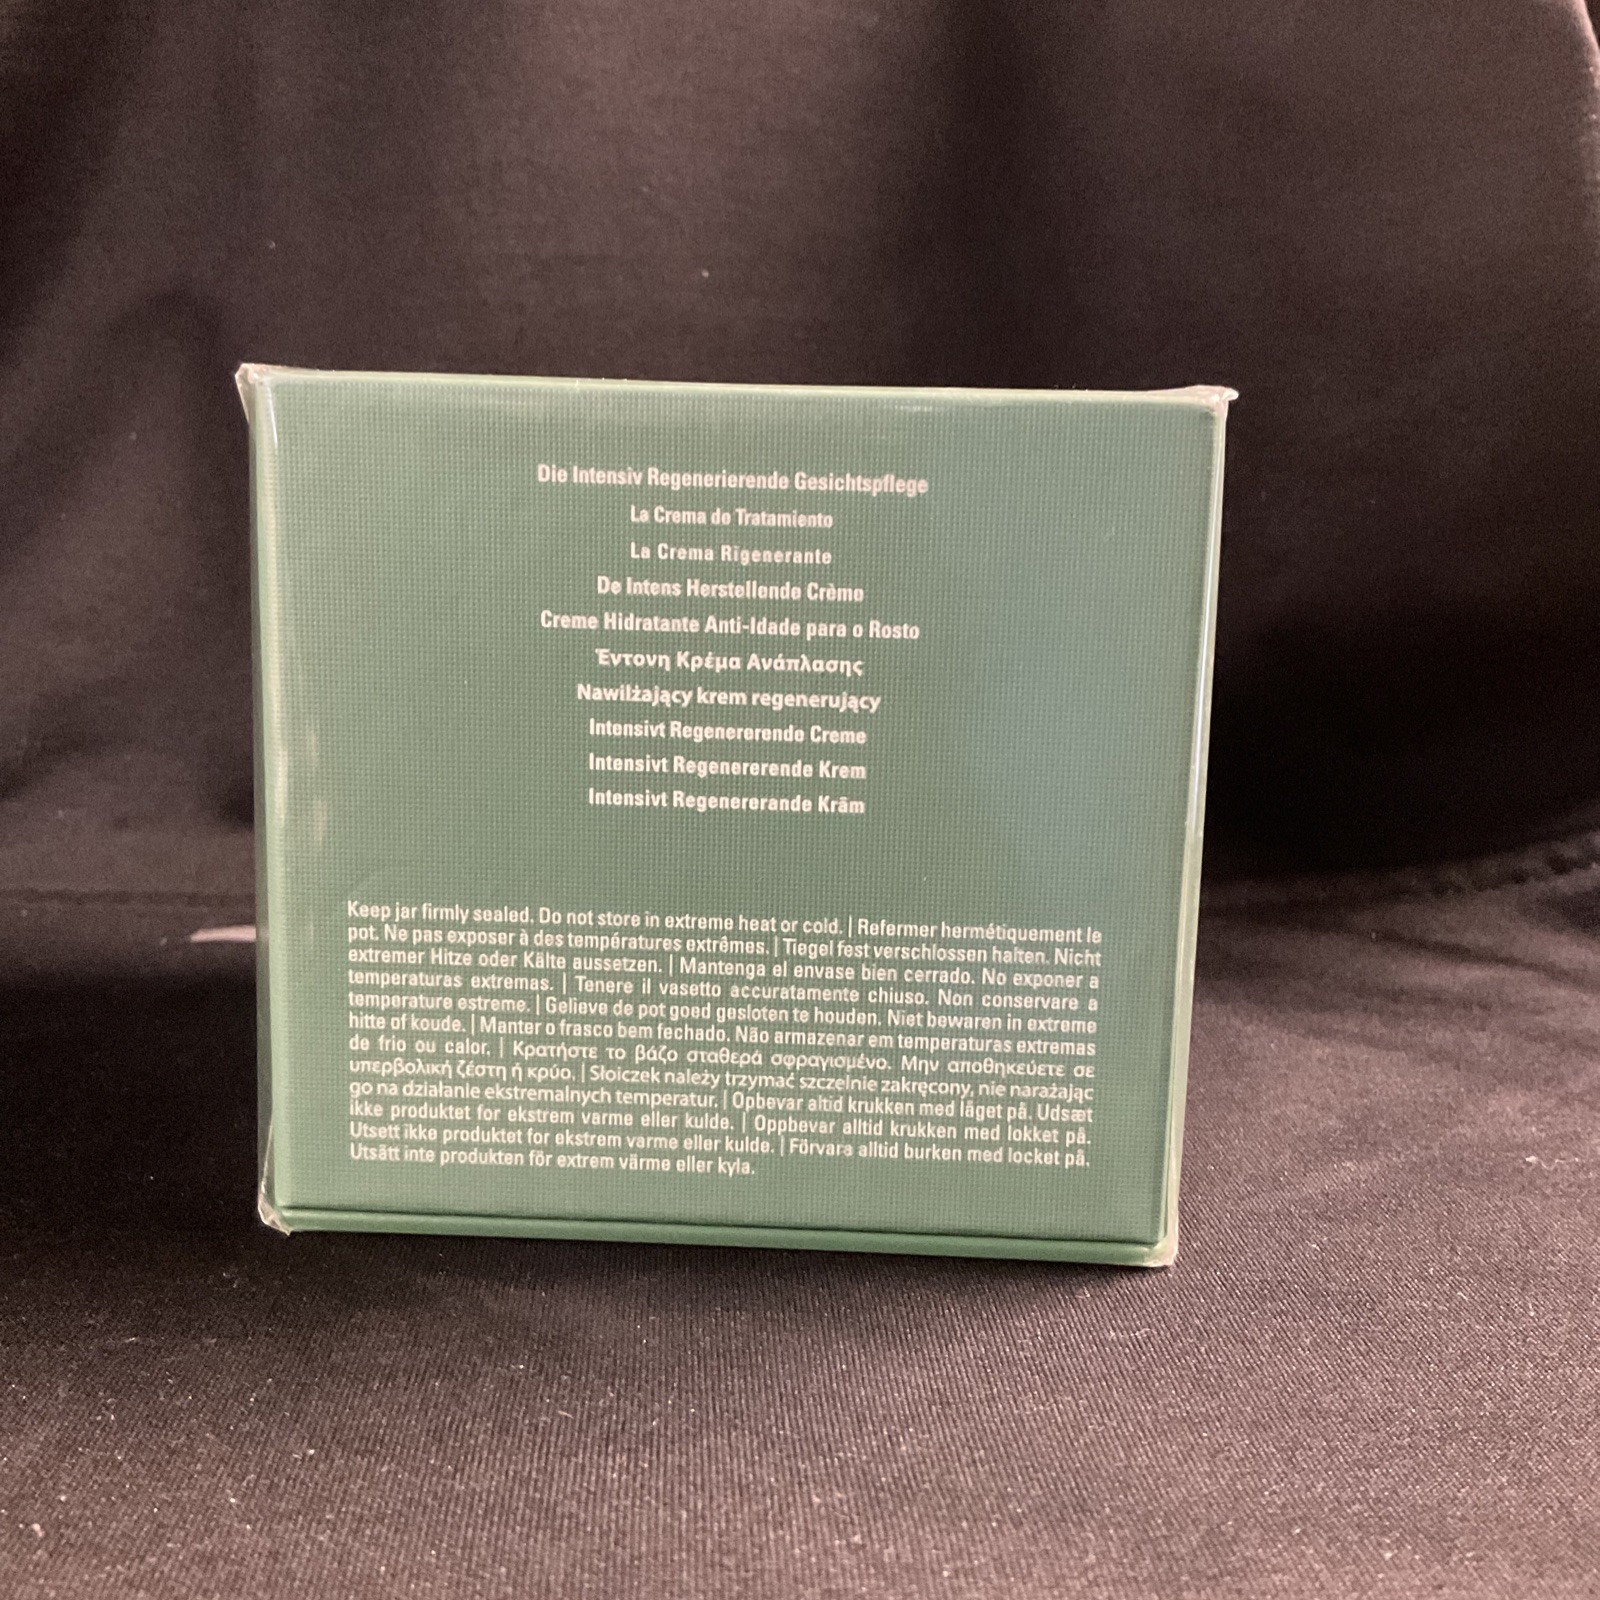 Die Intensiv Regenerierende Gesichtspflege
La Crema de Tratamiento
La Crema Rigenerante
De Intens Herstellende Crème
Creme Hidratante Anti-Idade para o Rosto
Έντονη Κρέμα Ανάπλασης
Nawilżający krem regenerujący
Intensivt Regenererende Creme
Intensivt Regenererende Krem
Intensivt Regenererande Kräm
Keep jar firmly sealed. Do not store in extreme heat or cold. | Refermer hermétiquement le
pot. Ne pas exposer à des températures extrêmes. | Tiegel fest verschlossen halten. Nicht
extremer Hitze oder Kälte aussetzen. | Mantenga el envase bien cerrado. No exponer a
temperaturas extremas. | Tenere il vasetto accuratamente chiuso. Non conservare a
temperature estreme. | Gelieve de pot goed gesloten te houden. Niet bewaren in extreme
hitte of koude. | Manter o frasco bem fechado. Não armazenar em temperaturas extremas
de frio ou calor. | Κρατήστε το βάζο σταθερά σφραγισμένο. Μην αποθηκεύετε σε
υπερβολική ζέστη ή κρύο. | Słoiczek należy trzymać szczelnie zakręcony, nie narażając
go na działanie ekstremalnych temperatur. | Opbevar altid krukken med låget på. Udsæt
ikke produktet for ekstrem varme eller kulde. | Oppbevar alltid krukken med lokket på.
Utsett ikke produktet for ekstrem varme eller kulde. | Förvara alltid burken med locket på.
Utsätt inte produkten för extrem värme eller kyla.